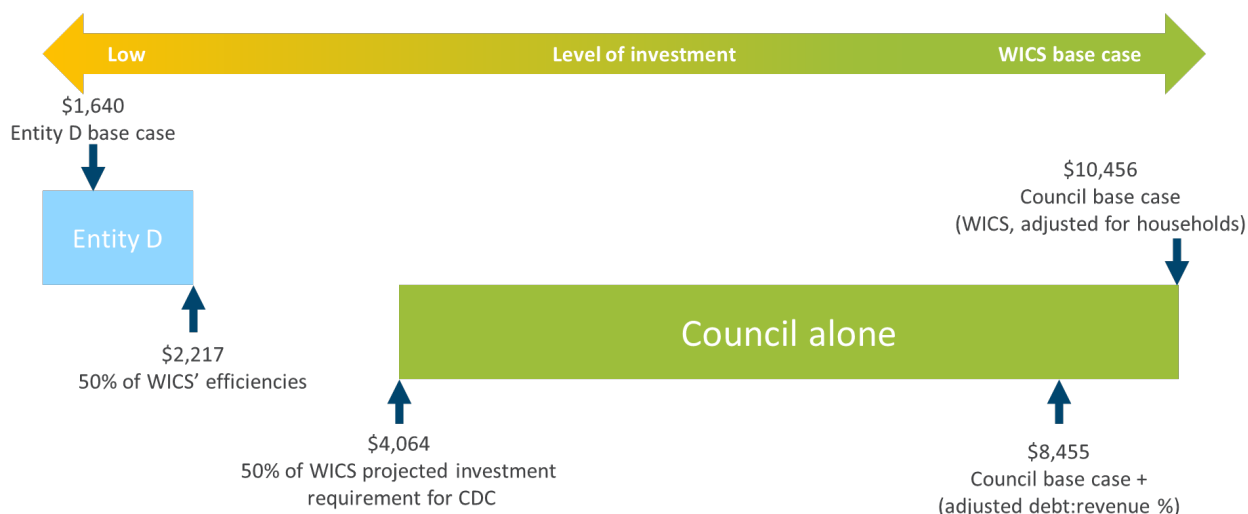 Low Level of investment WICS base case
$1,640
Entity D base case
$10,456
Council base case
(WICS, adjusted for households)
Entity D
Council alone
$2,217
50% of WICS’ efficiencies
$4,064
50% of WICS projected investment
requirement for CDC
$8,455
Council base case +
(adjusted debt:revenue %)